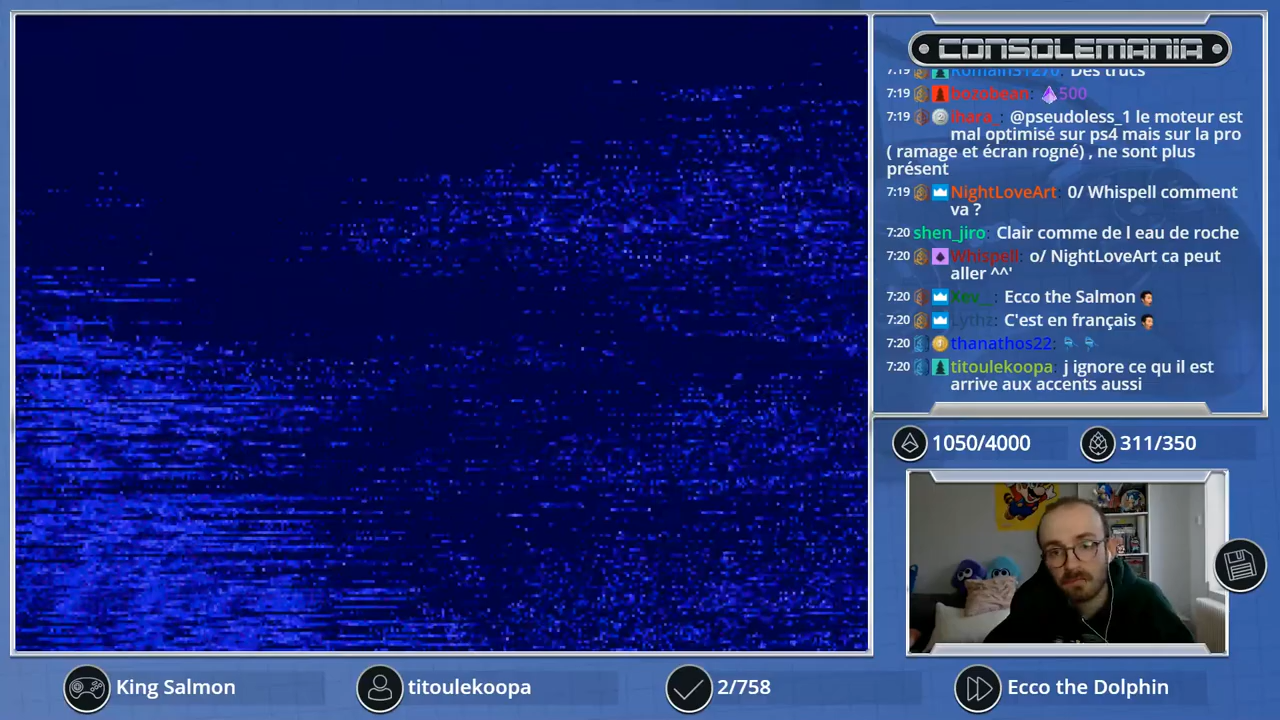 CONSOLEMANIA
7:19 Romain31270: Des trucs
7:19 bozobean: 500
7:19 ihara_: @pseudoless_1 le moteur est
mal optimisé sur ps4 mais sur la pro
( ramage et écran rogné) , ne sont plus
présent
7:19 NightLoveArt: 0/ Whispell comment
va ?
7:20 shen_jiro: Clair comme de l eau de roche
7:20 Whispell: o/ NightLoveArt ca peut
aller ^^'
7:20 Xev_: Ecco the Salmon
7:20 Lythz: C'est en français
7:20 thanathos22:
7:20 titoulekoopa: j ignore ce qu il est
arrive aux accents aussi
1050/4000
311/350
King Salmon
titoulekoopa
2/758
Ecco the Dolphin